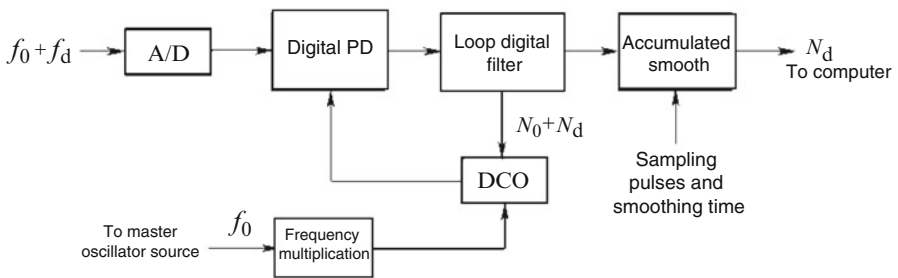 f0+fd
A/D
Digital PD
Loop digital
filter
Accumulated
smooth
Nd
To computer
N0+Nd
DCO
Sampling
pulses and
smoothing time
To master
oscillator source
f0
Frequency
multiplication